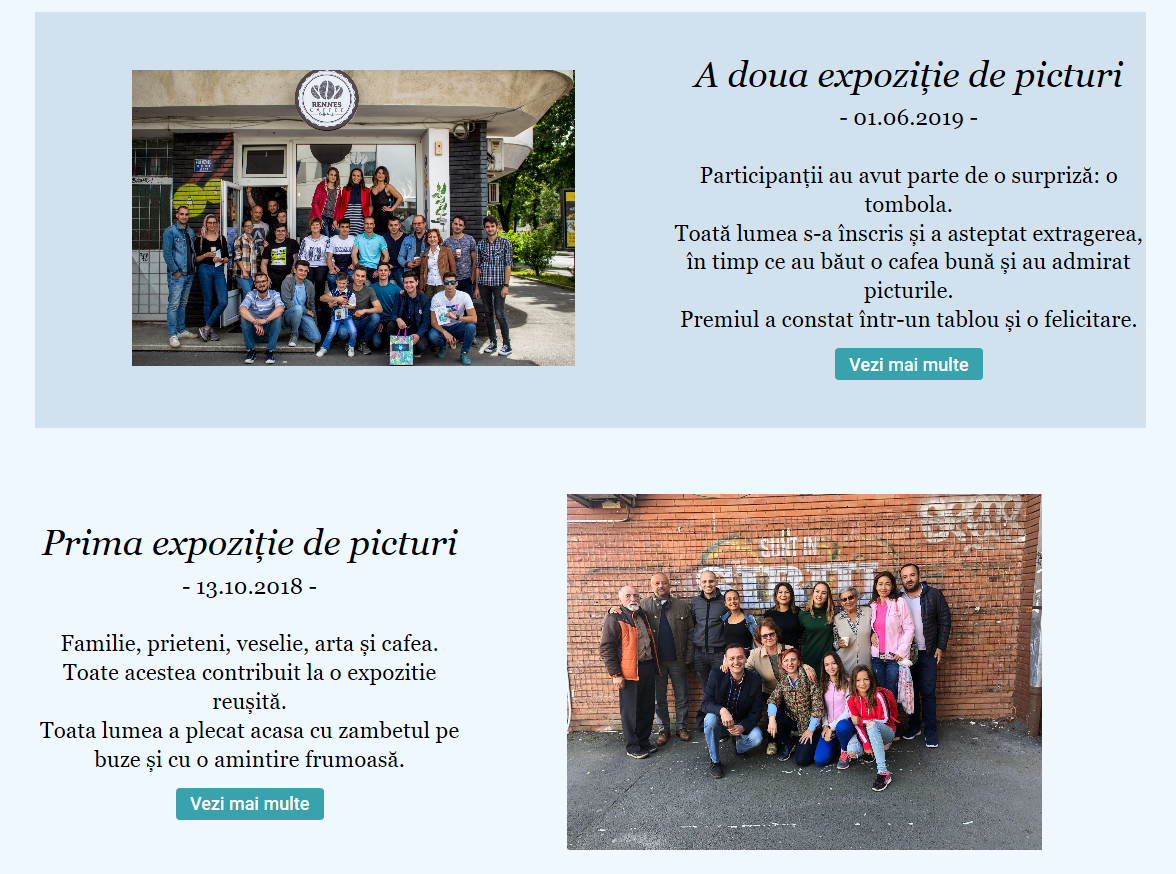 RENNES
COFFEE
A doua expoziție de picturi
- 01.06.2019 -
Participanții au avut parte de o surpriză: o
tombola.
Toată lumea s-a înscris și a asteptat extragerea,
în timp ce au băut o cafea bună și au admirat
picturile.
Premiul a constat într-un tablou și o felicitare.
Vezi mai multe
Prima expoziție de picturi
- 13.10.2018 -
Familie, prieteni, veselie, arta și cafea.
Toate acestea contribuit la o expozitie
reușită.
Toata lumea a plecat acasa cu zambetul pe
buze și cu o amintire frumoasă.
Vezi mai multe
SUNT IN